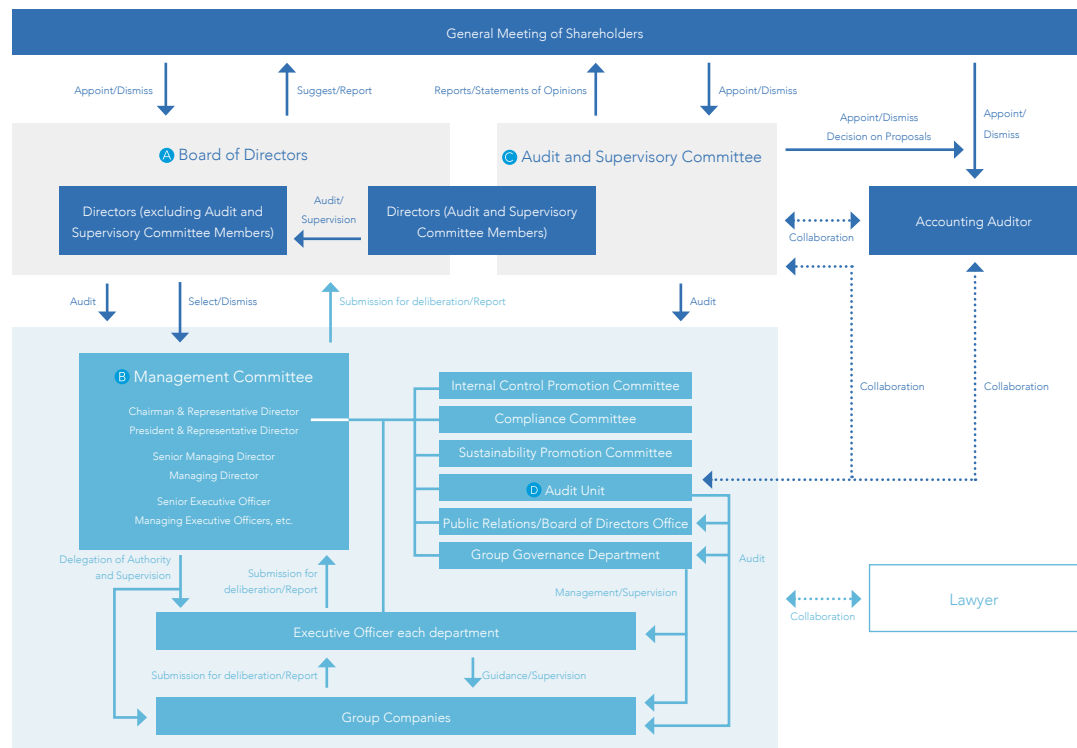 General Meeting of Shareholders
Appoint/Dismiss
Suggest/Report
Reports/Statements of Opinions
Appoint/Dismiss
Appoint/Dismiss
Decision on Proposals
Appoint/
Dismiss
A Board of Directors
C Audit and Supervisory Committee
Directors (excluding Audit and
Supervisory Committee Members)
Audit/
Supervision
Directors (Audit and Supervisory
Committee Members)
Collaboration
Accounting Auditor
Audit
Select/Dismiss
Submission for deliberation/Report
Audit
B Management Committee
Chairman & Representative Director
President & Representative Director
Senior Managing Director
Managing Director
Senior Executive Officer
Managing Executive Officers, etc.
Internal Control Promotion Committee
Compliance Committee
Sustainability Promotion Committee
D Audit Unit
Public Relations/Board of Directors Office
Group Governance Department
Collaboration
Collaboration
Delegation of Authority
and Supervision
Submission for
deliberation/Report
Management/Supervision
Audit
Collaboration
Lawyer
Executive Officer each department
Submission for deliberation/Report
Guidance/Supervision
Group Companies